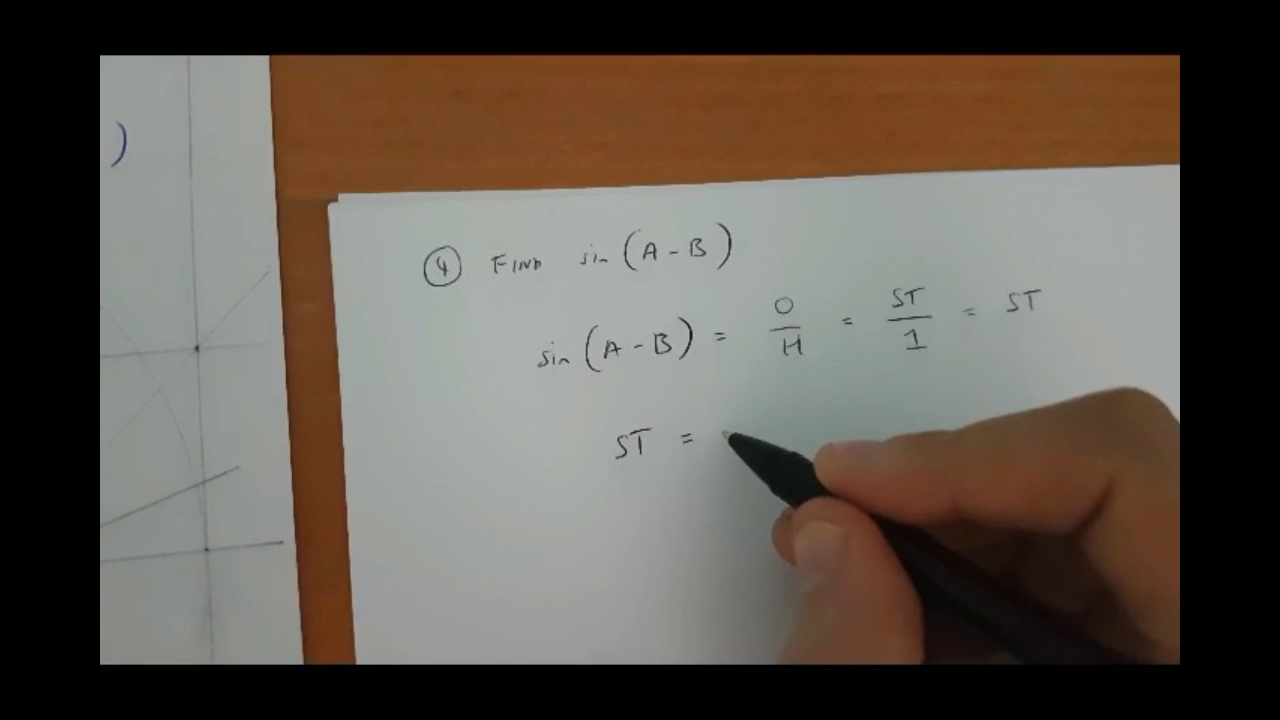 )
④ FIND sin (A - B)
sin (A - B) = O/H = ST/1 = ST
ST =